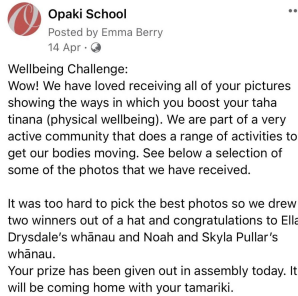 Opaki School
Posted by Emma Berry
14 Apr ·
Wellbeing Challenge:
Wow! We have loved receiving all of your pictures
showing the ways in which you boost your taha
tinana (physical wellbeing). We are part of a very
active community that does a range of activities to
get our bodies moving. See below a selection of
some of the photos that we have received.
It was too hard to pick the best photos so we drew
two winners out of a hat and congratulations to Ella
Drysdale's whānau and Noah and Skyla Pullar's
whānau.
Your prize has been given out in assembly today. It
will be coming home with your tamariki.